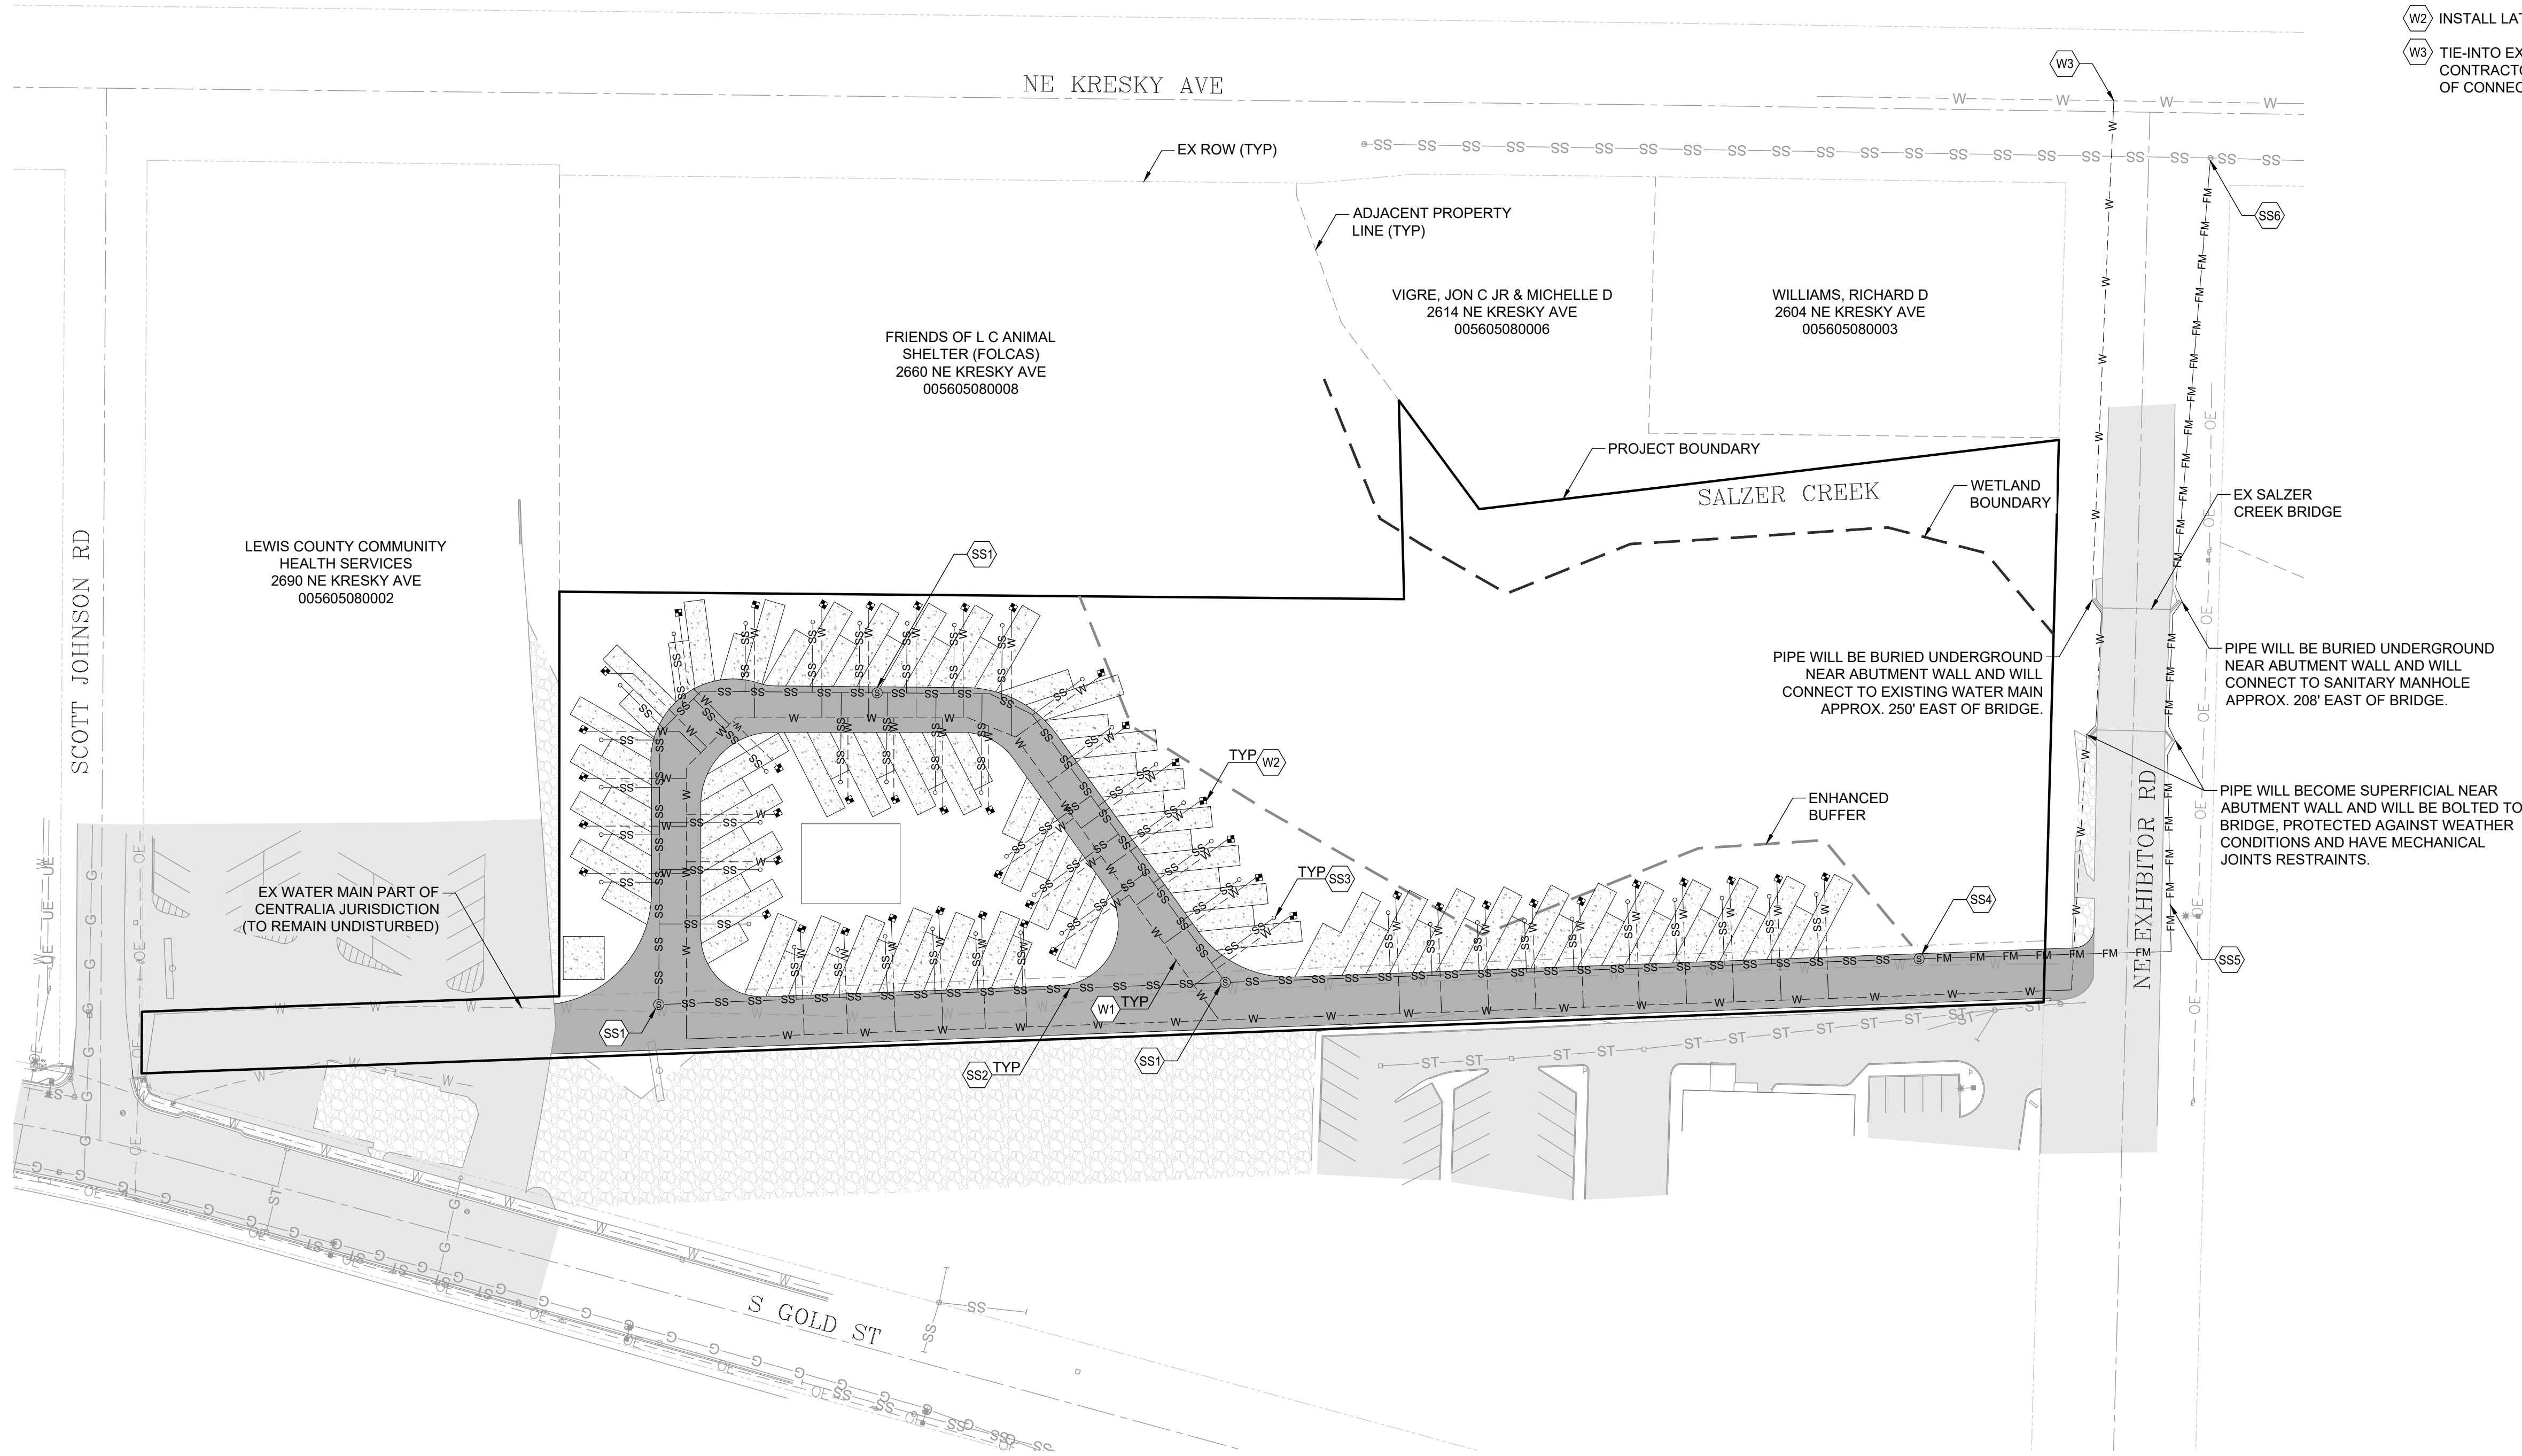 W2 INSTALL LAT
W3 TIE-INTO EX
CONTRACTO
OF CONNEC
NE KRESKY AVE
W3
EX ROW (TYP)
SS6
ADJACENT PROPERTY
LINE (TYP)
VIGRE, JON C JR & MICHELLE D
2614 NE KRESKY AVE
005605080006
WILLIAMS, RICHARD D
2604 NE KRESKY AVE
005605080003
FRIENDS OF L C ANIMAL
SHELTER (FOLCAS)
2660 NE KRESKY AVE
005605080008
PROJECT BOUNDARY
SALZER CREEK
WETLAND
BOUNDARY
EX SALZER
CREEK BRIDGE
LEWIS COUNTY COMMUNITY
HEALTH SERVICES
2690 NE KRESKY AVE
005605080002
SS1
SCOTT JOHNSON RD
PIPE WILL BE BURIED UNDERGROUND
NEAR ABUTMENT WALL AND WILL
CONNECT TO EXISTING WATER MAIN
APPROX. 250' EAST OF BRIDGE.
PIPE WILL BE BURIED UNDERGROUND
NEAR ABUTMENT WALL AND WILL
CONNECT TO SANITARY MANHOLE
APPROX. 208' EAST OF BRIDGE.
TYP W2
ENHANCED
BUFFER
PIPE WILL BECOME SUPERFICIAL NEAR
ABUTMENT WALL AND WILL BE BOLTED TO
BRIDGE, PROTECTED AGAINST WEATHER
CONDITIONS AND HAVE MECHANICAL
JOINTS RESTRAINTS.
NE EXHIBITOR RD
EX WATER MAIN PART OF
CENTRALIA JURISDICTION
(TO REMAIN UNDISTURBED)
TYP SS3
SS4
SS5
W1 TYP
SS1
SS2 TYP
SS1
S GOLD ST